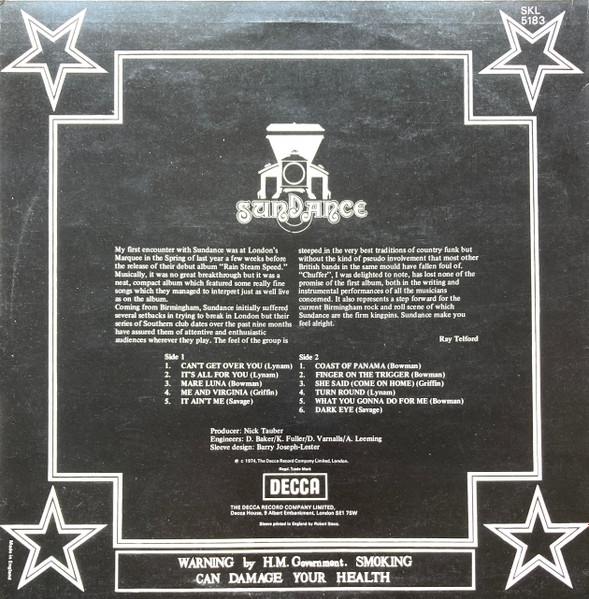 SKL
5183
SUNDANCE
My first encounter with Sundance was at London's
Marquee in the Spring of last year a few weeks before
the release of their debut album "Rain Steam Speed."
Musically, it was no great breakthrough but it was a
neat, compact album which featured some really fine
songs which they managed to interpret just as well live
as on the album.
Coming from Birmingham, Sundance initially suffered
several setbacks in trying to break in London but their
series of Southern club dates over the past nine months
have assured them of attentive and enthusiastic
audiences wherever they play. The feel of the group is
steeped in the very best traditions of country funk but
without the kind of pseudo involvement that most other
British bands in the same mould have fallen foul of.
"Chuffer", I was delighted to note, has lost none of the
promise of the first album, both in the writing and
instrumental performances of all the musicians
concerned. It also represents a step forward for the
current Birmingham rock and roll scene of which
Sundance are the firm kingpins. Sundance make you
feel alright.
Ray Telford
Side 1
1. CAN'T GET OVER YOU (Lynam)
2. IT'S ALL FOR YOU (Lynam)
3. MARE LUNA (Bowman)
4. ME AND VIRGINIA (Griffin)
5. IT AIN'T ME (Savage)
Side 2
1. COAST OF PANAMA (Bowman)
2. FINGER ON THE TRIGGER (Bowman)
3. SHE SAID (COME ON HOME) (Griffin)
4. TURN ROUND (Lynam)
5. WHAT YOU GONNA DO FOR ME (Bowman)
6. DARK EYE (Savage)
Producer: Nick Tauber
Engineers: D. Baker/K. Fuller/D. Varnalls/A. Leeming
Sleeve design: Barry Joseph-Lester
℗ c 1974, The Decca Record Company Limited, London.
Regd. Trade Mark
DECCA
THE DECCA RECORD COMPANY LIMITED,
Decca House, 9 Albert Embankment, London SE1 7SW
Sleeve printed in England by Robert Stace.
Made in England
WARNING by H.M. Government. SMOKING
CAN DAMAGE YOUR HEALTH